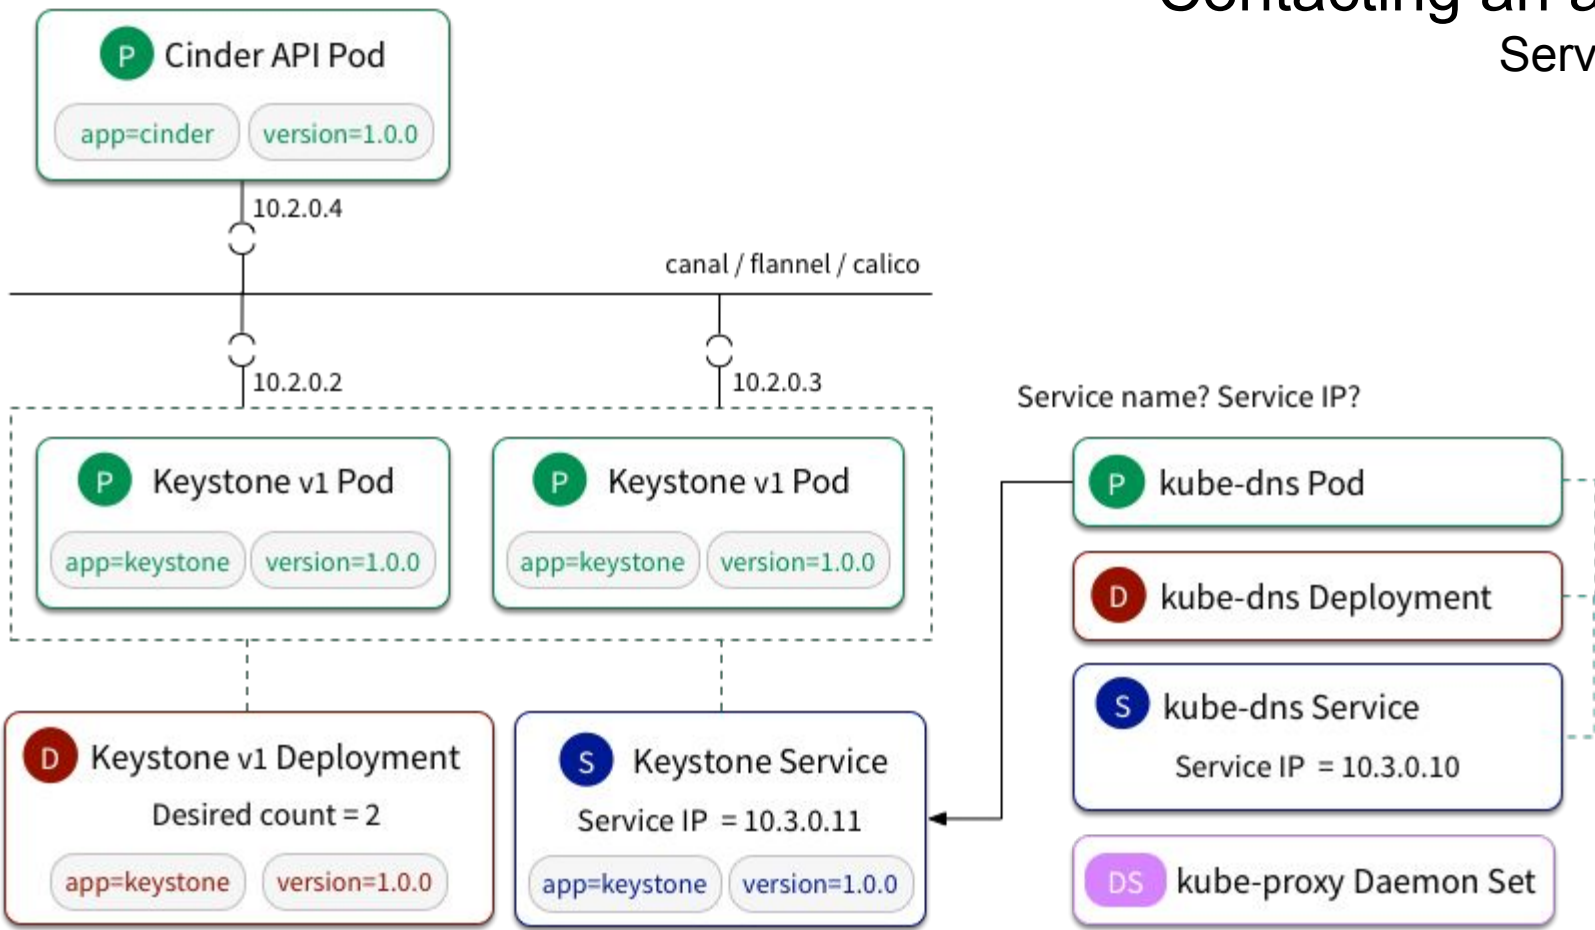 Contacting an a
Serv
P Cinder API Pod
app=cinder version=1.0.0
10.2.0.4
canal / flannel / calico
10.2.0.2
10.2.0.3
P Keystone v1 Pod
app=keystone version=1.0.0
P Keystone v1 Pod
app=keystone version=1.0.0
D Keystone v1 Deployment
Desired count = 2
app=keystone version=1.0.0
S Keystone Service
Service IP = 10.3.0.11
app=keystone version=1.0.0
Service name? Service IP?
P kube-dns Pod
D kube-dns Deployment
S kube-dns Service
Service IP = 10.3.0.10
DS kube-proxy Daemon Set